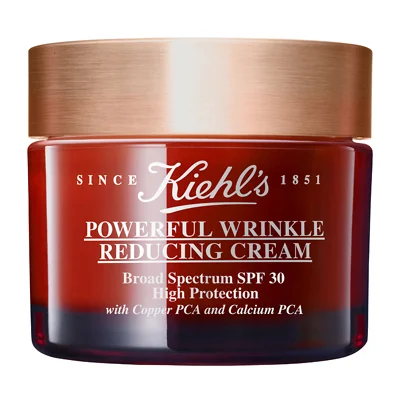 SINCE Kiehl's 1851
POWERFUL WRINKLE
REDUCING CREAM
Broad Spectrum SPF 30
High Protection
with Copper PCA and Calcium PCA